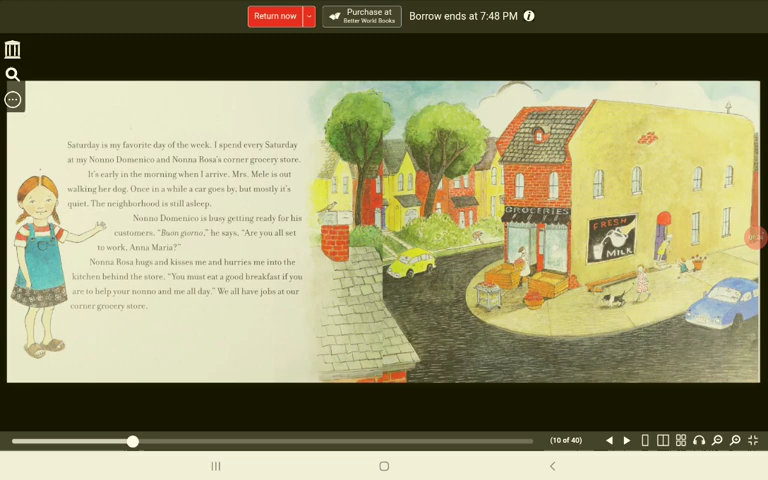 Return now
Purchase at
Better World Books
Borrow ends at 7:48 PM
Saturday is my favorite day of the week. I spend every Saturday
at my Nonno Domenico and Nonna Rosa's corner grocery store.
It's early in the morning when I arrive. Mrs. Mele is out
walking her dog. Once in a while a car goes by, but mostly it's
quiet. The neighborhood is still asleep.
Nonno Domenico is busy getting ready for his
customers. "Buon giorno," he says. "Are you all set
to work, Anna Maria?"
Nonna Rosa hugs and kisses me and hurries me into the
kitchen behind the store. "You must eat a good breakfast if you
are to help your nonno and me all day." We all have jobs at our
corner grocery store.
GROCERIES
FRESH
MILK
(10 of 40)